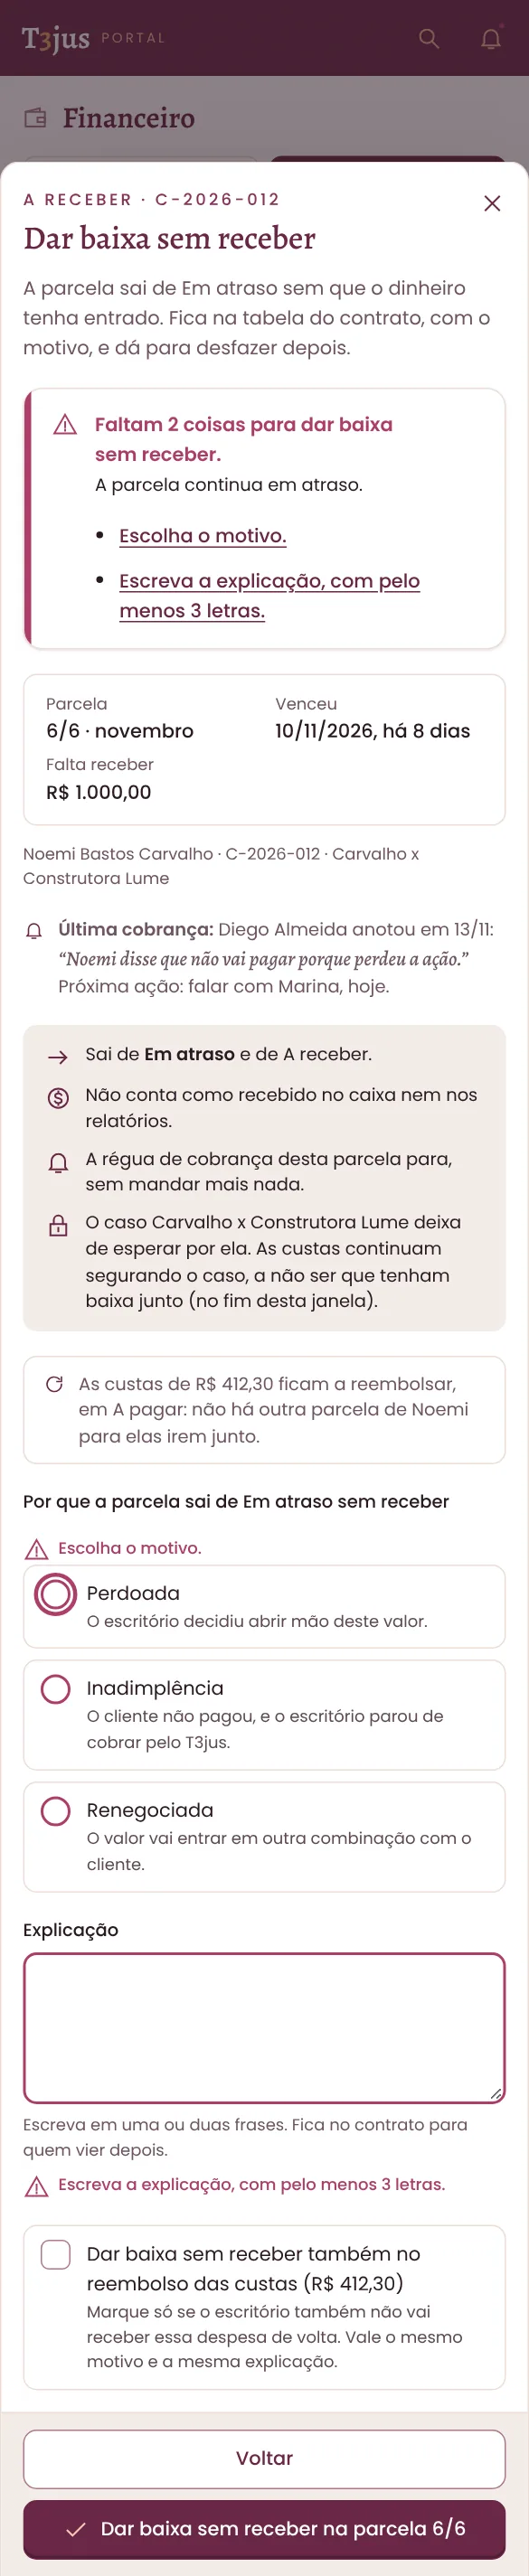 T3jus PORTAL
Financeiro
A RECEBER · C-2026-012
Dar baixa sem receber
A parcela sai de Em atraso sem que o dinheiro
tenha entrado. Fica na tabela do contrato, com o
motivo, e dá para desfazer depois.
Faltam 2 coisas para dar baixa
sem receber.
A parcela continua em atraso.
• Escolha o motivo.
• Escreva a explicação, com pelo
menos 3 letras.
Parcela
6/6 · novembro
Venceu
10/11/2026, há 8 dias
Falta receber
R$ 1.000,00
Noemi Bastos Carvalho · C-2026-012 · Carvalho x
Construtora Lume
Última cobrança: Diego Almeida anotou em 13/11:
“Noemi disse que não vai pagar porque perdeu a ação.”
Próxima ação: falar com Marina, hoje.
Sai de Em atraso e de A receber.
Não conta como recebido no caixa nem nos
relatórios.
A régua de cobrança desta parcela para,
sem mandar mais nada.
O caso Carvalho x Construtora Lume deixa
de esperar por ela. As custas continuam
segurando o caso, a não ser que tenham
baixa junto (no fim desta janela).
As custas de R$ 412,30 ficam a reembolsar,
em A pagar: não há outra parcela de Noemi
para elas irem junto.
Por que a parcela sai de Em atraso sem receber
Escolha o motivo.
Perdoada
O escritório decidiu abrir mão deste valor.
Inadimplência
O cliente não pagou, e o escritório parou de
cobrar pelo T3jus.
Renegociada
O valor vai entrar em outra combinação com o
cliente.
Explicação
Escreva em uma ou duas frases. Fica no contrato para
quem vier depois.
Escreva a explicação, com pelo menos 3 letras.
Dar baixa sem receber também no
reembolso das custas (R$ 412,30)
Marque só se o escritório também não vai
receber essa despesa de volta. Vale o mesmo
motivo e a mesma explicação.
Voltar
Dar baixa sem receber na parcela 6/6